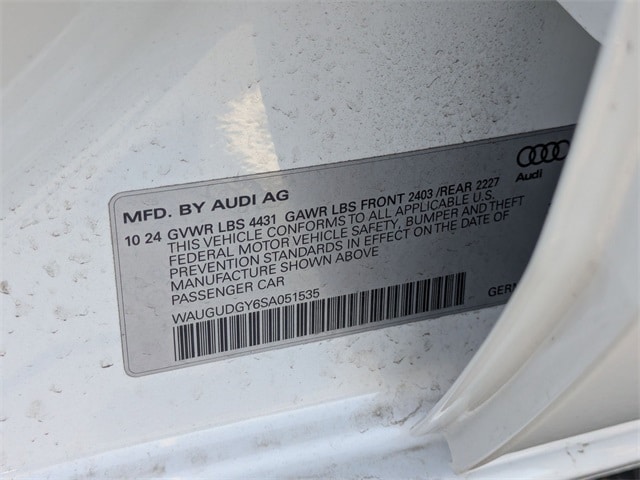 Audi
MFD. BY AUDI AG
10 24 GVWR LBS 4431 GAWR LBS FRONT 2403 /REAR 2227
THIS VEHICLE CONFORMS TO ALL APPLICABLE U.S.
FEDERAL MOTOR VEHICLE SAFETY, BUMPER AND THEFT
PREVENTION STANDARDS IN EFFECT ON THE DATE OF
MANUFACTURE SHOWN ABOVE
PASSENGER CAR
WAUGUDGY6SA051535